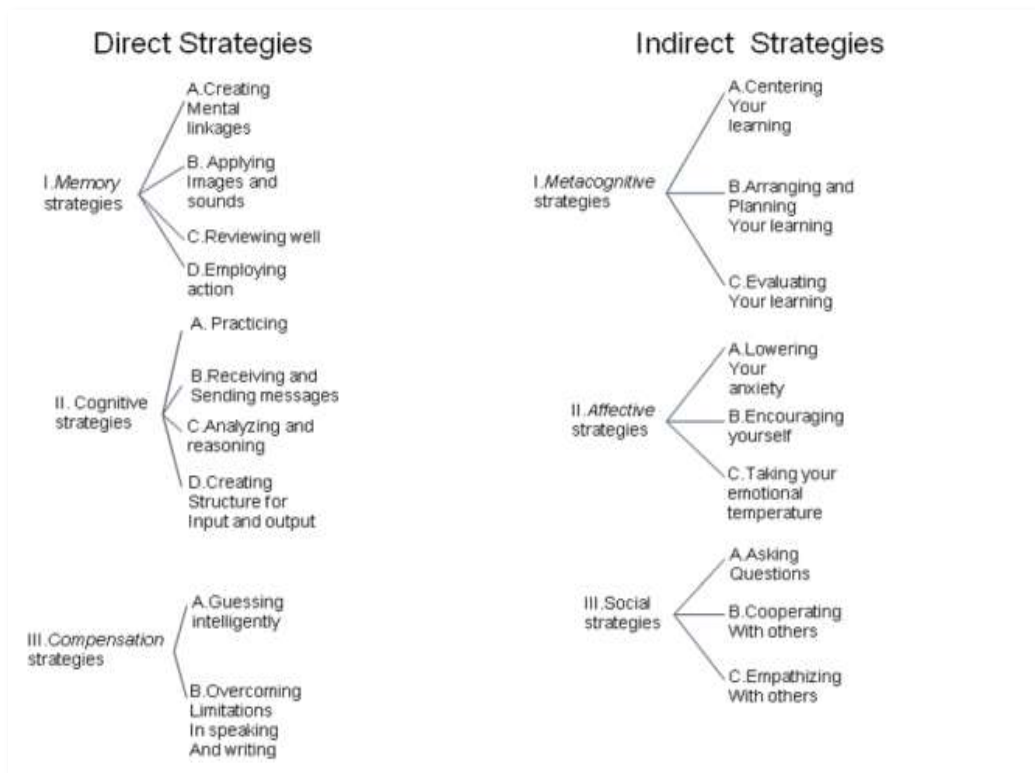 Direct Strategies
A.Creating
Mental
linkages
I.Memory
strategies
B. Applying
Images and
sounds
C.Reviewing well
D.Employing
action
II. Cognitive
strategies
A. Practicing
B.Receiving and
Sending messages
C.Analyzing and
reasoning
D.Creating
Structure for
Input and output
III.Compensation
strategies
A.Guessing
intelligently
B.Overcoming
Limitations
In speaking
And writing
Indirect Strategies
I.Metacognitive
strategies
A.Centering
Your
learning
B.Arranging and
Planning
Your learning
C.Evaluating
Your learning
II.Affective
strategies
A.Lowering
Your
anxiety
B.Encouraging
yourself
C.Taking your
emotional
temperature
III.Social
strategies
A.Asking
Questions
B.Cooperating
With others
C.Empathizing
With others